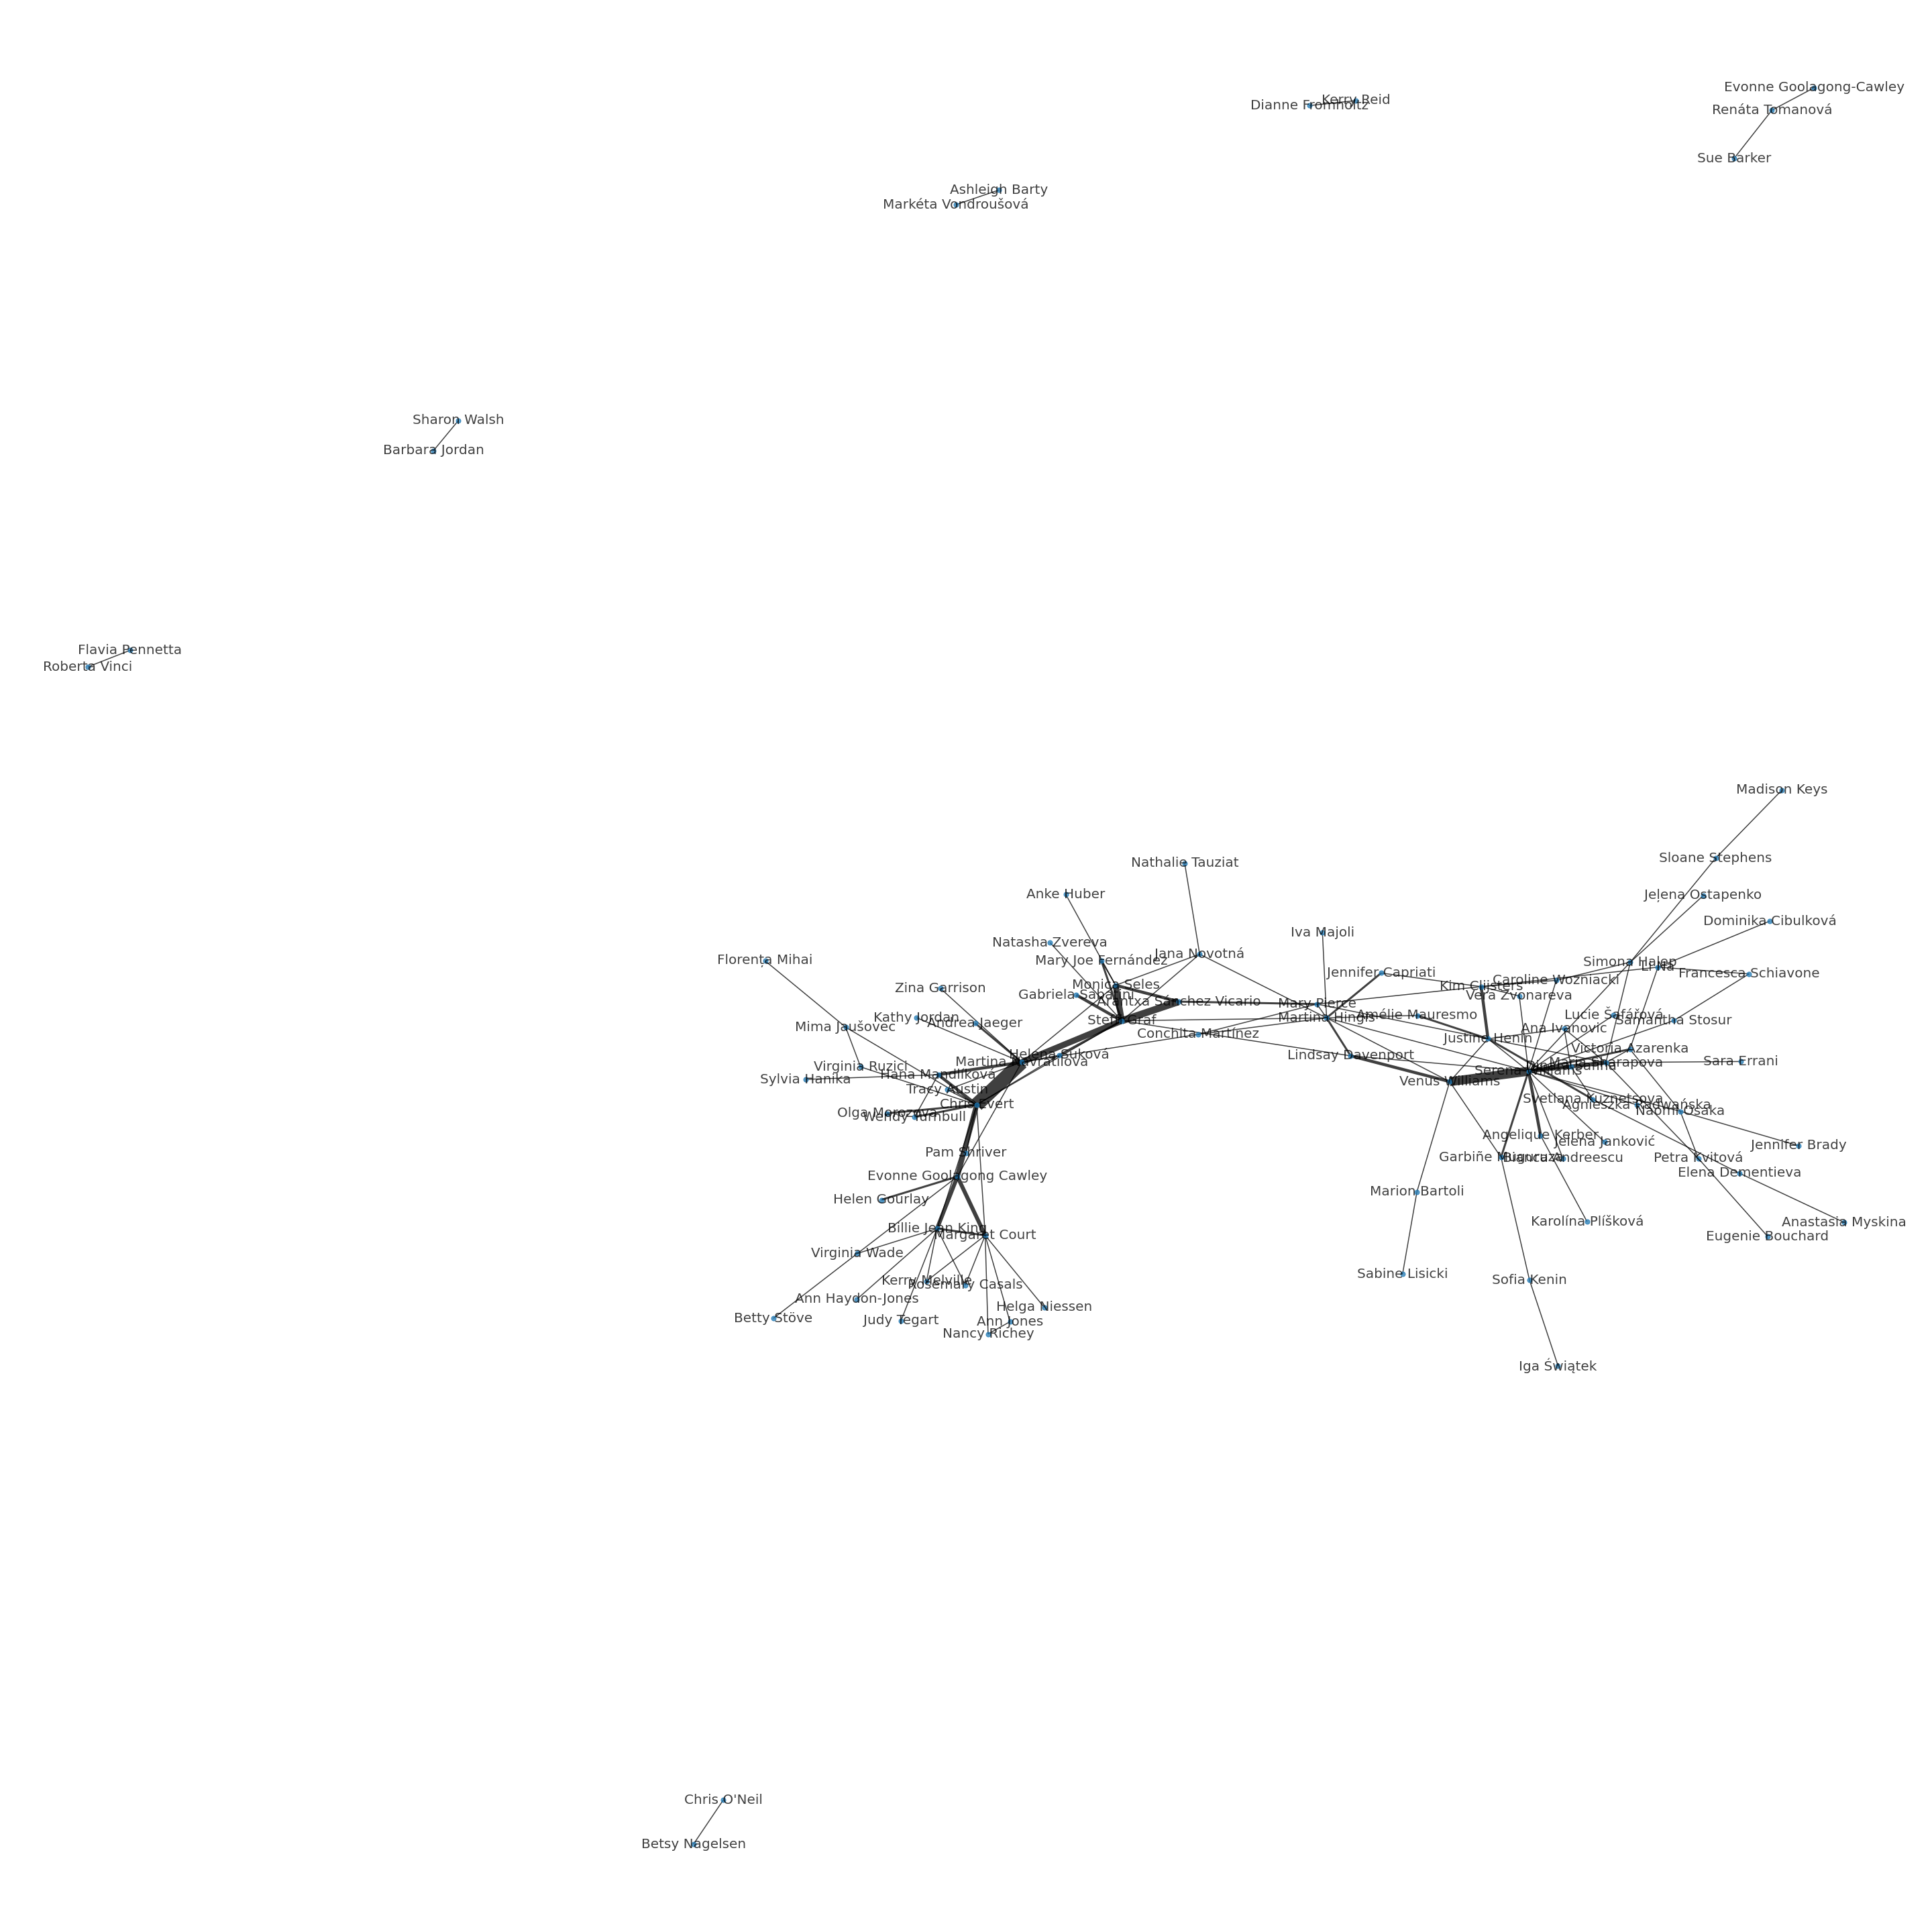 Evonne Goolagong-Cawley
Kerry Reid
Dianne Fromholtz
Renáta Tomanová
Sue Barker
Ashleigh Barty
Markéta Vondroušová
Sharon Walsh
Barbara Jordan
Flavia Pennetta
Roberta Vinci
Madison Keys
Sloane Stephens
Nathalie Tauziat
Anke Huber
Jeļena Ostapenko
Dominika Cibulková
Iva Majoli
Natasha Zvereva
Jana Novotná
Mary Joe Fernández
Florența Mihai
Simona Halep
Li Na
Jennifer Capriati
Francesca Schiavone
Caroline Wozniacki
Monica Seles
Kim Clijsters
Zina Garrison
Gabriela Sabatini
Vera Zvonareva
Arantxa Sánchez Vicario
Mary Pierce
Lucie Šafářová
Amélie Mauresmo
Kathy Jordan
Martina Hingis
Steffi Graf
Samantha Stosur
Andrea Jaeger
Mima Jaušovec
Ana Ivanovic
Conchita Martínez
Justine Henin
Victoria Azarenka
Helena Suková
Lindsay Davenport
Martina Navrátilová
Sara Errani
Maria Sharapova
Dinara Safina
Virginia Ruzici
Serena Williams
Hana Mandlíková
Sylvia Hanika
Venus Williams
Tracy Austin
Svetlana Kuznetsova
Chris Evert
Agnieszka Radwańska
Naomi Osaka
Olga Morozova
Wendy Turnbull
Angelique Kerber
Jelena Janković
Jennifer Brady
Pam Shriver
Garbiñe Muguruza
Bianca Andreescu
Petra Kvitová
Elena Dementieva
Evonne Goolagong Cawley
Marion Bartoli
Helen Gourlay
Karolína Plíšková
Anastasia Myskina
Billie Jean King
Margaret Court
Eugenie Bouchard
Virginia Wade
Sabine Lisicki
Kerry Melville
Sofia Kenin
Rosemary Casals
Ann Haydon-Jones
Helga Niessen
Betty Stöve
Judy Tegart
Ann Jones
Nancy Richey
Iga Świątek
Chris O'Neil
Betsy Nagelsen